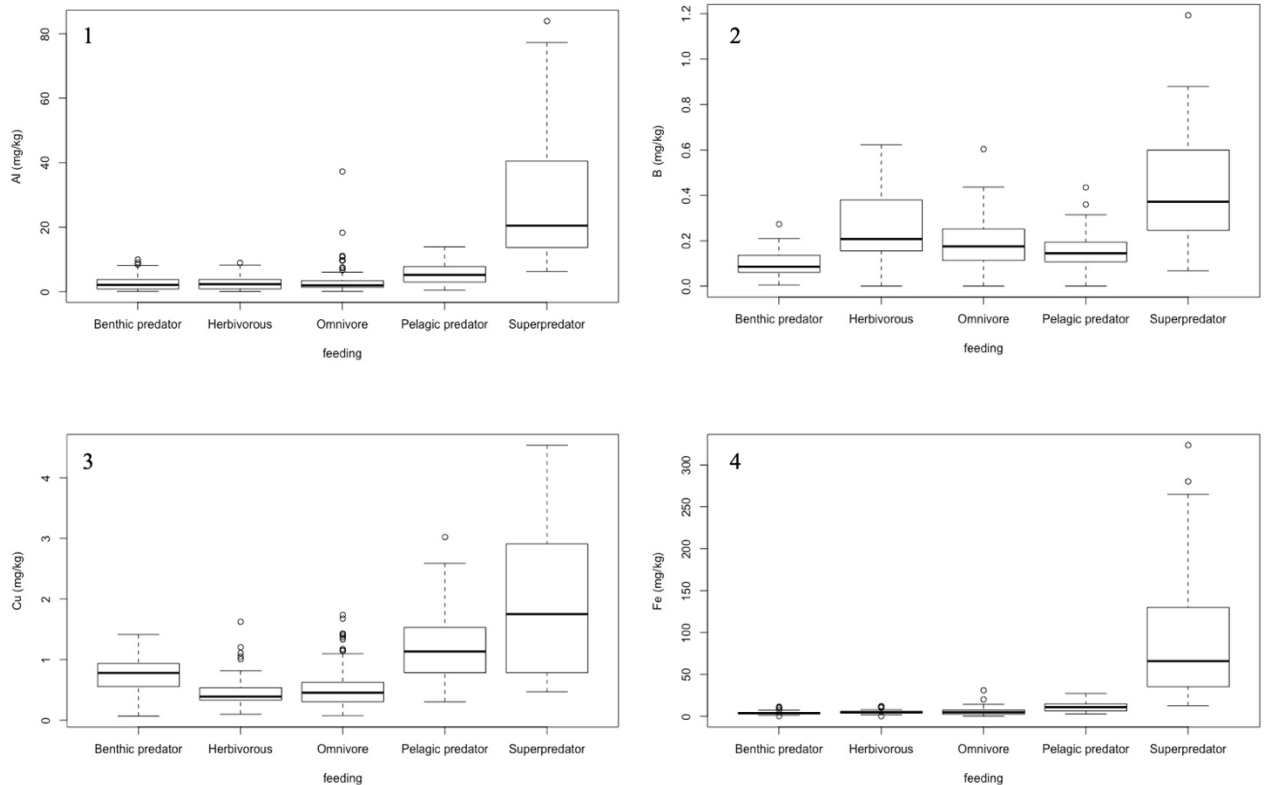 1
Al (mg/kg)
80
60
40
20
0
Benthic predator Herbivorous Omnivore Pelagic predator Superpredator
feeding
2
B (mg/kg)
1.2
1.0
0.8
0.6
0.4
0.2
0.0
Benthic predator Herbivorous Omnivore Pelagic predator Superpredator
feeding
3
Cu (mg/kg)
4
3
2
1
0
Benthic predator Herbivorous Omnivore Pelagic predator Superpredator
feeding
4
Fe (mg/kg)
300
250
200
150
100
50
0
Benthic predator Herbivorous Omnivore Pelagic predator Superpredator
feeding